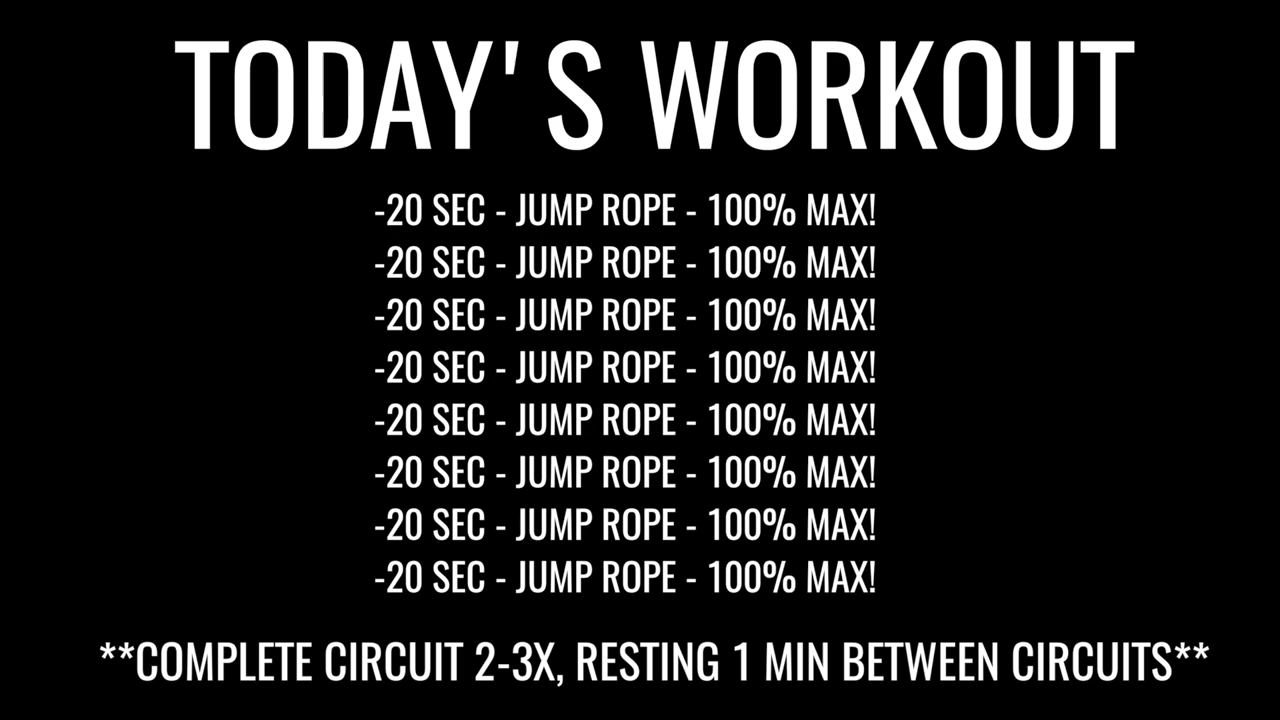 TODAY'S WORKOUT
-20 SEC - JUMP ROPE - 100% MAX!
-20 SEC - JUMP ROPE - 100% MAX!
-20 SEC - JUMP ROPE - 100% MAX!
-20 SEC - JUMP ROPE - 100% MAX!
-20 SEC - JUMP ROPE - 100% MAX!
-20 SEC - JUMP ROPE - 100% MAX!
-20 SEC - JUMP ROPE - 100% MAX!
-20 SEC - JUMP ROPE - 100% MAX!
**COMPLETE CIRCUIT 2-3X, RESTING 1 MIN BETWEEN CIRCUITS**